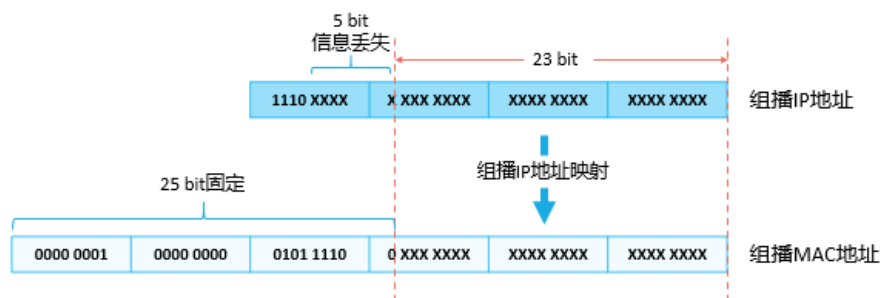 5 bit
信息丢失
23 bit
1110 XXXX X XXX XXXX XXXX XXXX XXXX XXXX 组播IP地址
组播IP地址映射
25 bit固定
0000 0001 0000 0000 0101 1110 0 XXX XXXX XXXX XXXX XXXX XXXX 组播MAC地址